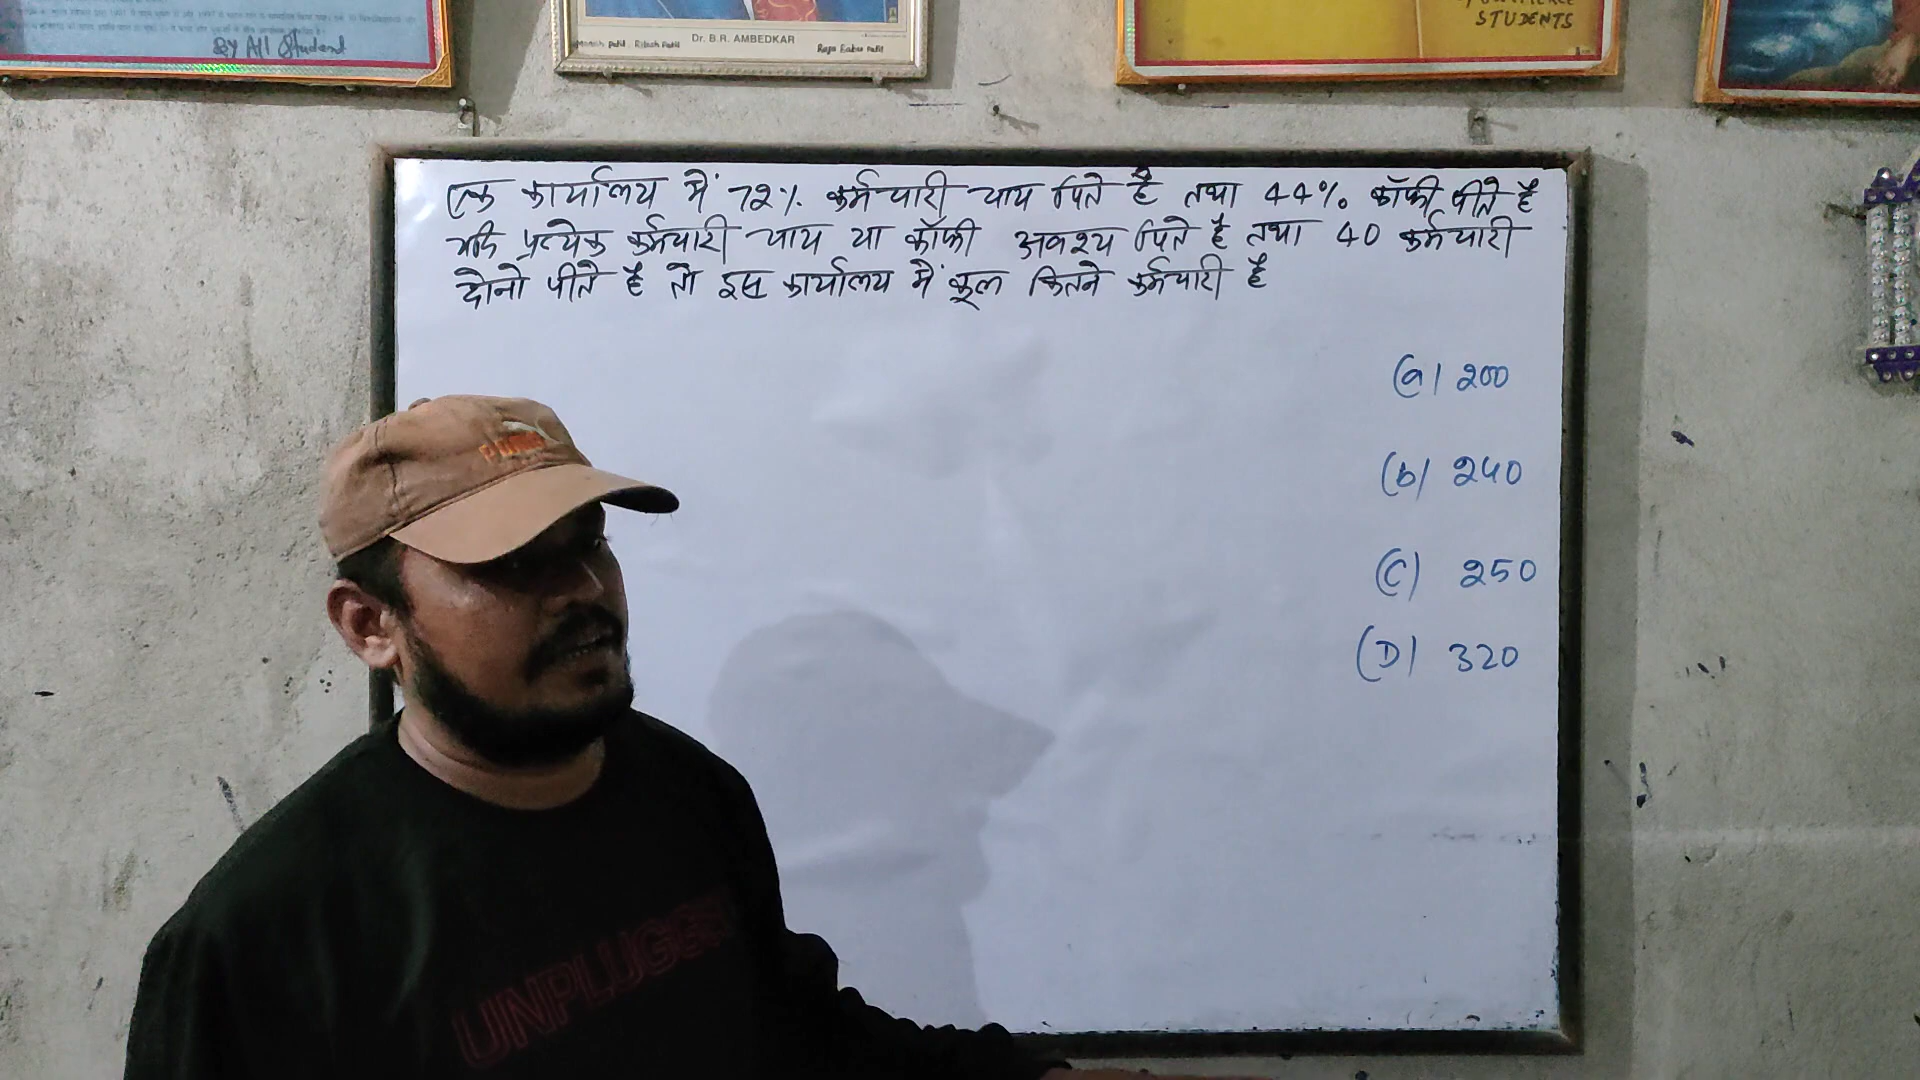 By All Student
Dr. B.R. AMBEDKAR
STUDENTS
एक कार्यालय में 72% कर्मचारी चाय पिते है तथा 44% कॉफी पीते है
यदि प्रत्येक कर्मचारी चाय या कॉफी अवश्य पिते है तथा 40 कर्मचारी
दोनो पीते है तो इस कार्यालय में कूल कितने कर्मचारी है
(a) 200
(b) 240
(C) 250
(D) 320
UNPLUGGED